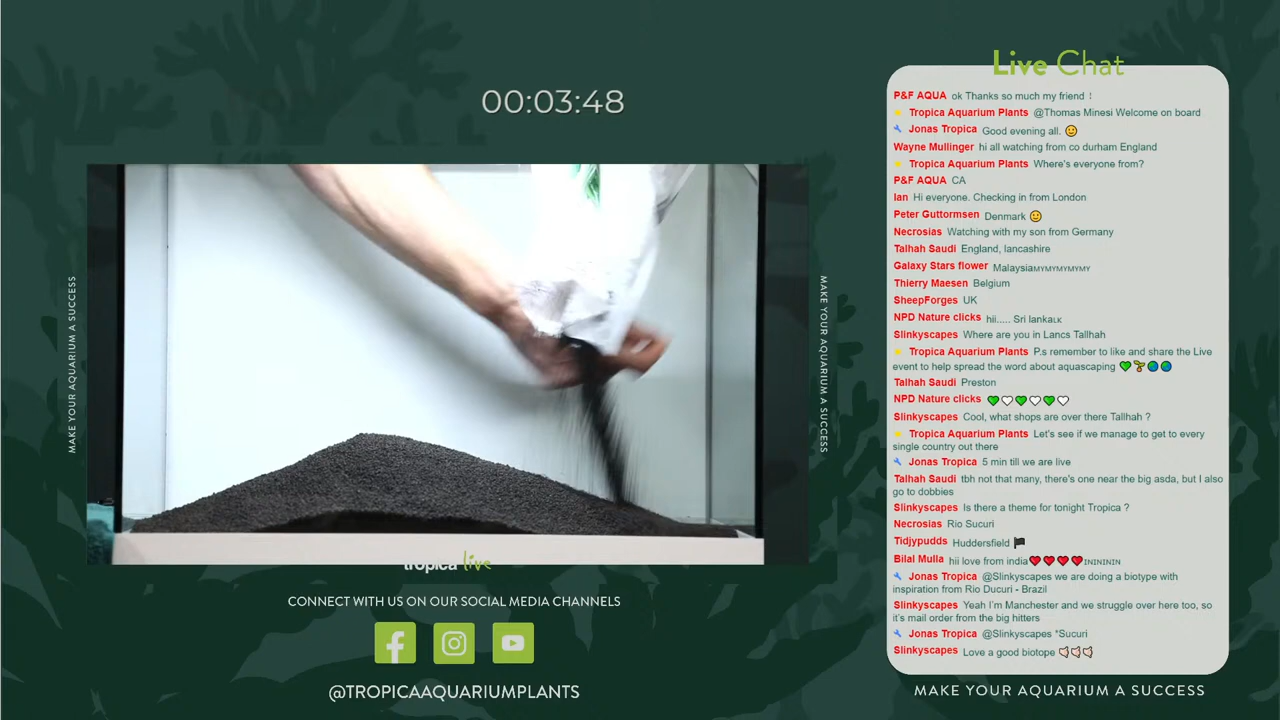 Live Chat
00:03:48
P&F AQUA ok Thanks so much my friend !
Tropica Aquarium Plants @Thomas Minesi Welcome on board
Jonas Tropica Good evening all.
Wayne Mullinger hi all watching from co durham England
Tropica Aquarium Plants Where's everyone from?
P&F AQUA CA
Ian Hi everyone. Checking in from London
Peter Guttormsen Denmark
Necrosias Watching with my son from Germany
Talhah Saudi England, lancashire
Galaxy Stars flower MalaysiaMYMYMYMYMY
Thierry Maesen Belgium
SheepForges UK
NPD Nature clicks hii..... Sri lankaLK
Slinkyscapes Where are you in Lancs Tallhah
Tropica Aquarium Plants P.s remember to like and share the Live
event to help spread the word about aquascaping
Talhah Saudi Preston
NPD Nature clicks
Slinkyscapes Cool, what shops are over there Tallhah ?
Tropica Aquarium Plants Let's see if we manage to get to every
single country out there
Jonas Tropica 5 min till we are live
Talhah Saudi tbh not that many, there's one near the big asda, but I also
go to dobbies
Slinkyscapes Is there a theme for tonight Tropica ?
Necrosias Rio Sucuri
Tidjypudds Huddersfield
Bilal Mulla hii love from indiaINININ
Jonas Tropica @Slinkyscapes we are doing a biotype with
inspiration from Rio Ducuri - Brazil
Slinkyscapes Yeah I'm Manchester and we struggle over here too, so
it's mail order from the big hitters
Jonas Tropica @Slinkyscapes *Sucuri
Slinkyscapes Love a good biotope
MAKE YOUR AQUARIUM A SUCCESS
MAKE YOUR AQUARIUM A SUCCESS
tropica live
CONNECT WITH US ON OUR SOCIAL MEDIA CHANNELS
@TROPICAAQUARIUMPLANTS
MAKE YOUR AQUARIUM A SUCCESS